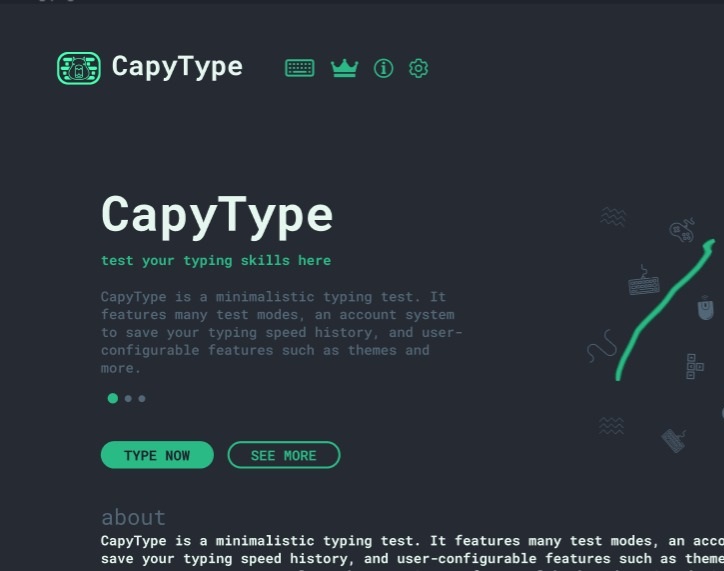 CapyType
CapyType
test your typing skills here
CapyType is a minimalistic typing test. It
features many test modes, an account system
to save your typing speed history, and user-
configurable features such as themes and
more.
TYPE NOW
SEE MORE
about
CapyType is a minimalistic typing test. It features many test modes, an acco
save your typing speed history, and user-configurable features such as theme